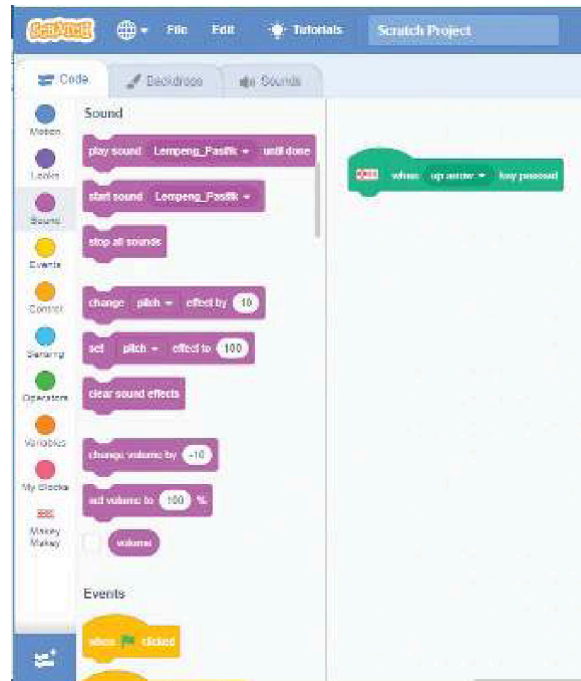 SCRATCH File Edit Tutorials Scratch Project
Code Backdrops Sounds
Motion
Looks
Sound
Events
Control
Sensing
Operators
Variables
My Blocks
Makey
Makey
Sound
play sound Lempeng_Pasifik until done
start sound Lempeng_Pasifik
stop all sounds
change pitch effect by 10
set pitch effect to 100
clear sound effects
change volume by -10
set volume to 100 %
volume
Events
when clicked
when up arrow key pressed